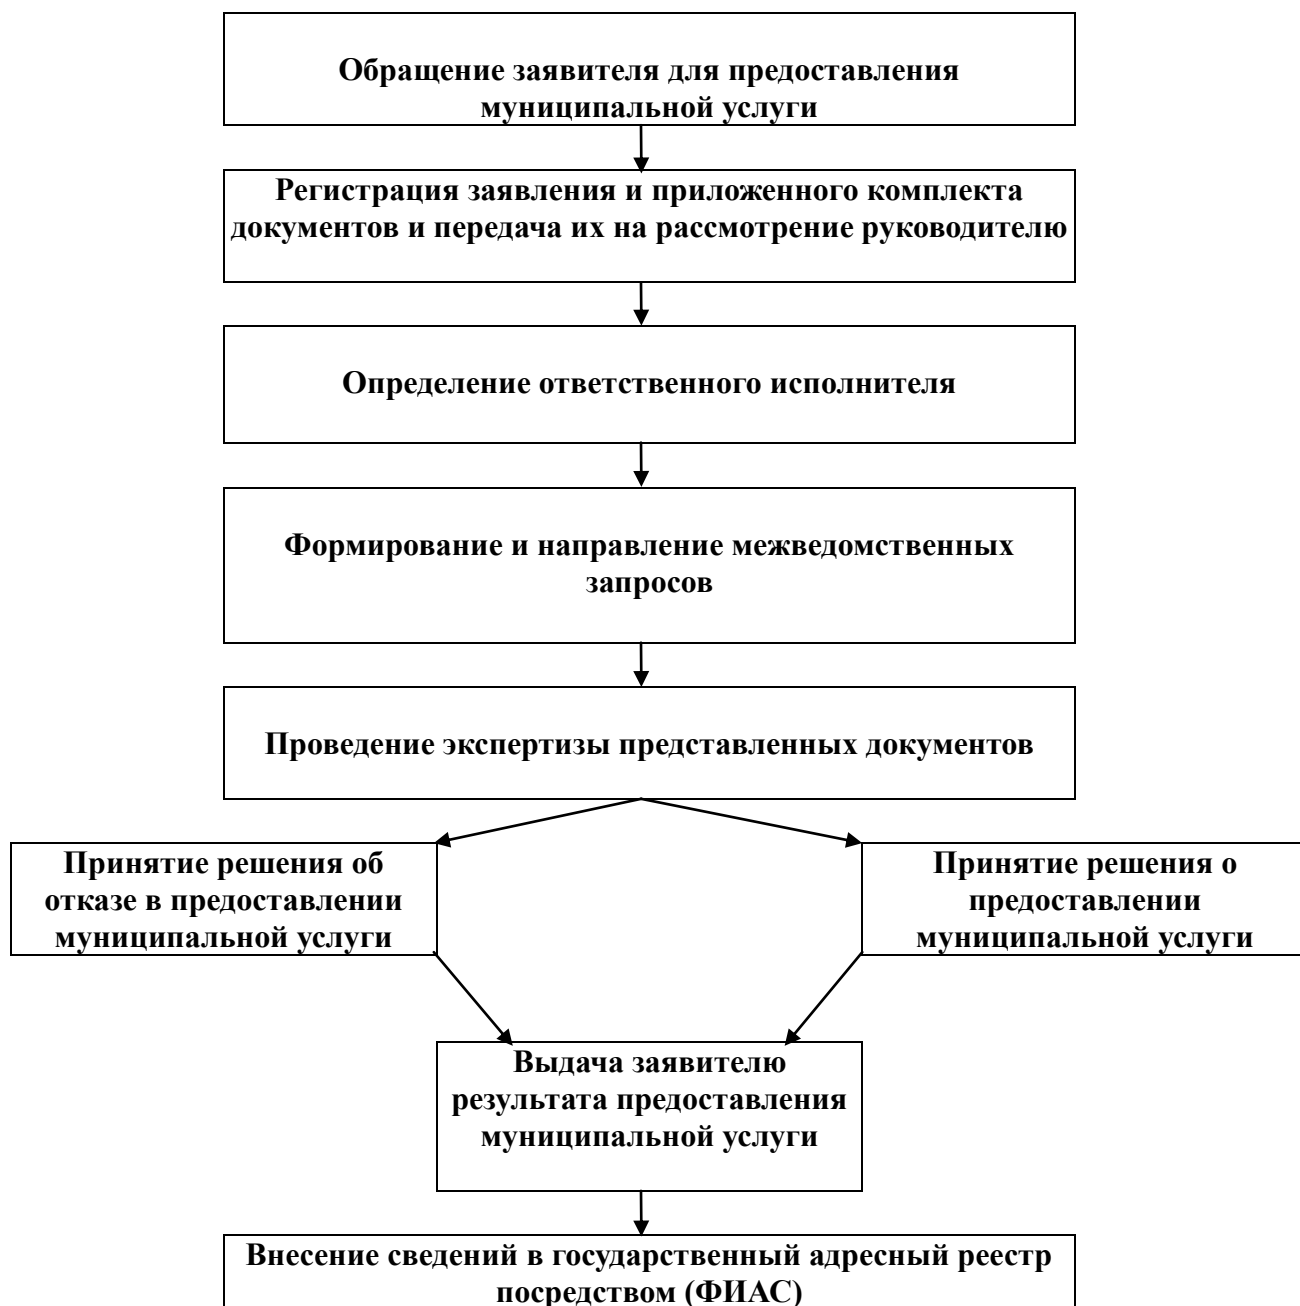 Обращение заявителя для предоставления
муниципальной услуги
Регистрация заявления и приложенного комплекта
документов и передача их на рассмотрение руководителю
Определение ответственного исполнителя
Формирование и направление межведомственных
запросов
Проведение экспертизы представленных документов
Принятие решения об
отказе в предоставлении
муниципальной услуги
Принятие решения о
предоставлении
муниципальной услуги
Выдача заявителю
результата предоставления
муниципальной услуги
Внесение сведений в государственный адресный реестр
посредством (ФИАС)